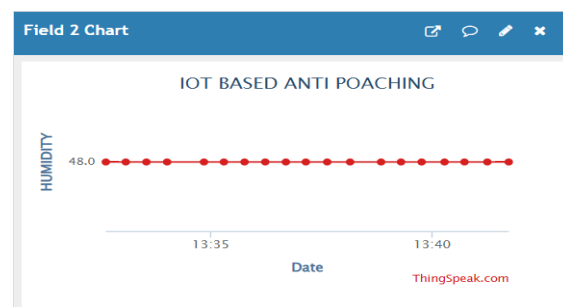 Field 2 Chart
IOT BASED ANTI POACHING
HUMIDITY
48.0
13:35 13:40
Date
ThingSpeak.com